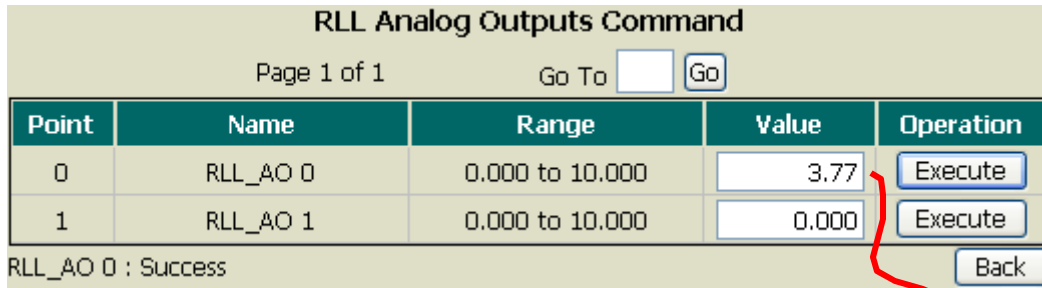 RLL Analog Outputs Command
Page 1 of 1 Go To Go
Point Name Range Value Operation
0 RLL_AO 0 0.000 to 10.000 3.77 Execute
1 RLL_AO 1 0.000 to 10.000 0.000 Execute
RLL_AO 0 : Success Back